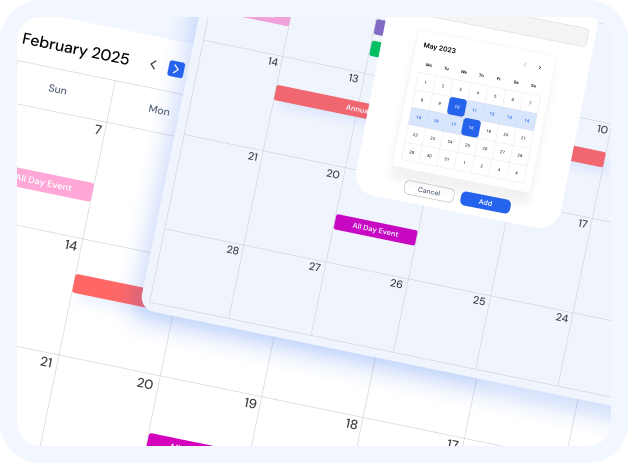 February 2025
Sun
Mon
7
All Day Event
14
21
20
19
18
17
14
13
21
20
All Day Event
28
27
26
25
24
10
17
May 2023
Mo Tu We Th Fr Sa Su
1 2 3 4 5 6 7
8 9 10 11 12 13 14
15 16 17 18 19 20 21
22 23 24 25 26 27 28
29 30 31 1 2 3 4
Cancel
Add